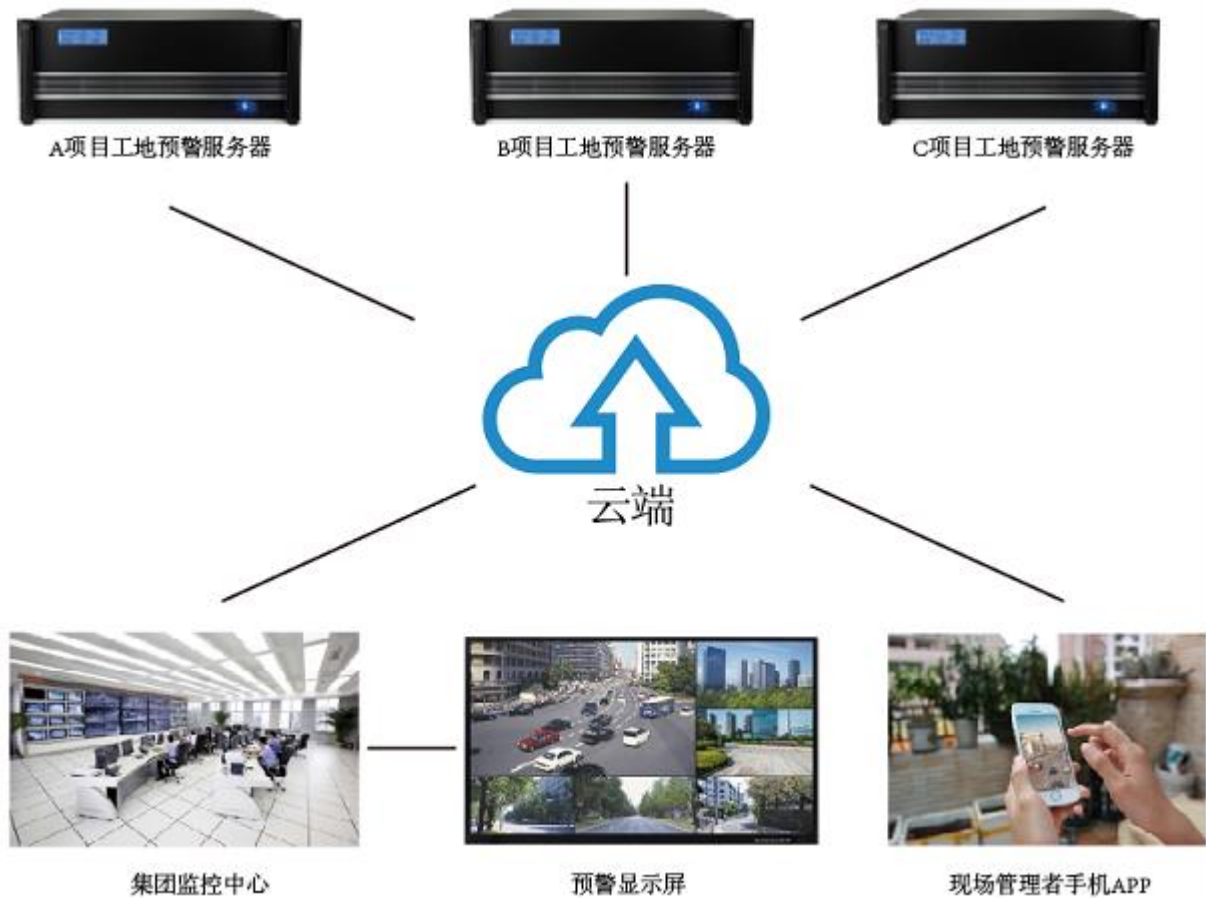 A项目工地预警服务器
B项目工地预警服务器
C项目工地预警服务器
云端
集团监控中心
预警显示屏
现场管理者手机APP